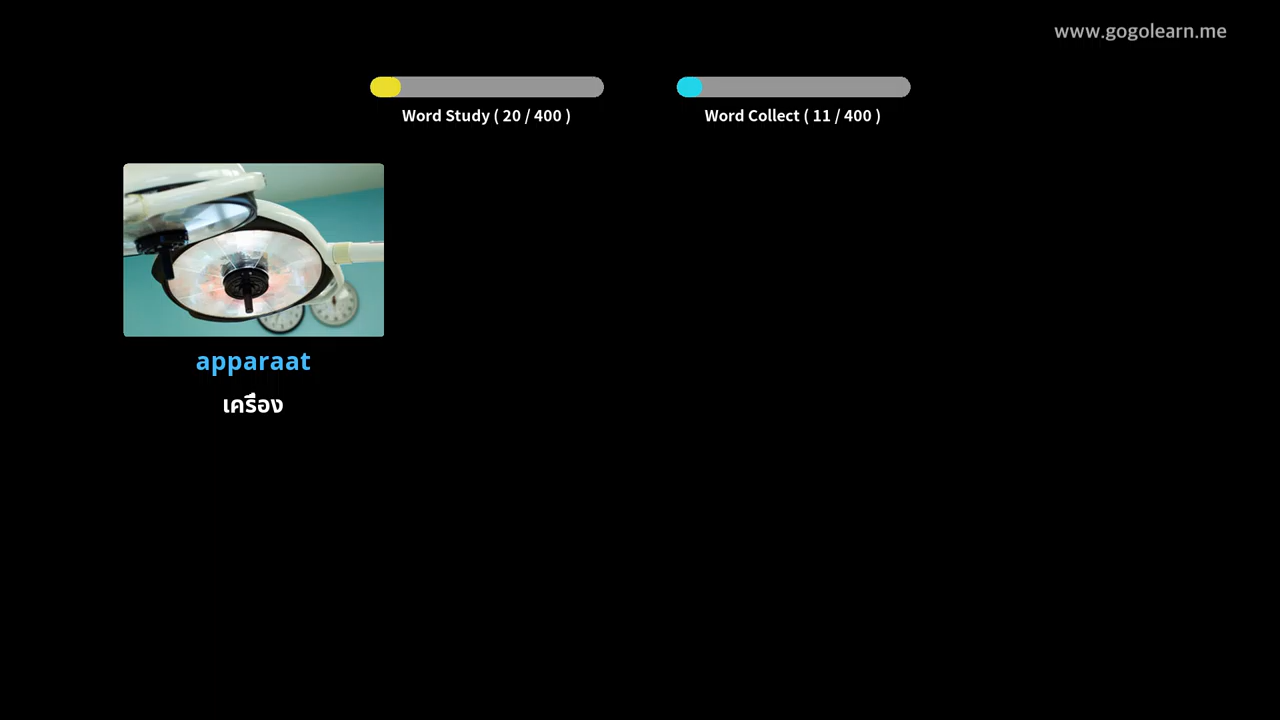 www.gogolearn.me
Word Study ( 20 / 400 )
Word Collect ( 11 / 400 )
apparaat
เครื่อง